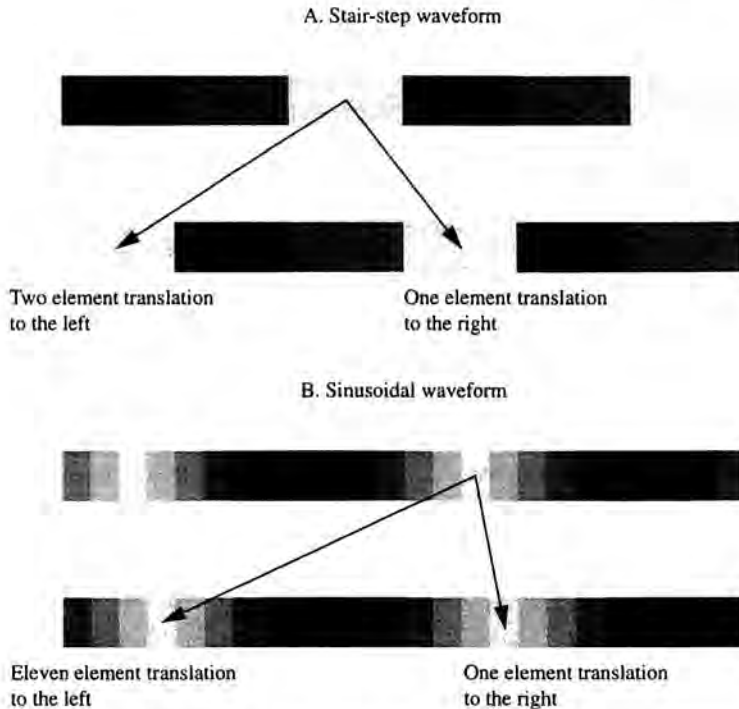 A. Stair-step waveform
Two element translation
to the left
One element translation
to the right
B. Sinusoidal waveform
Eleven element translation
to the left
One element translation
to the right